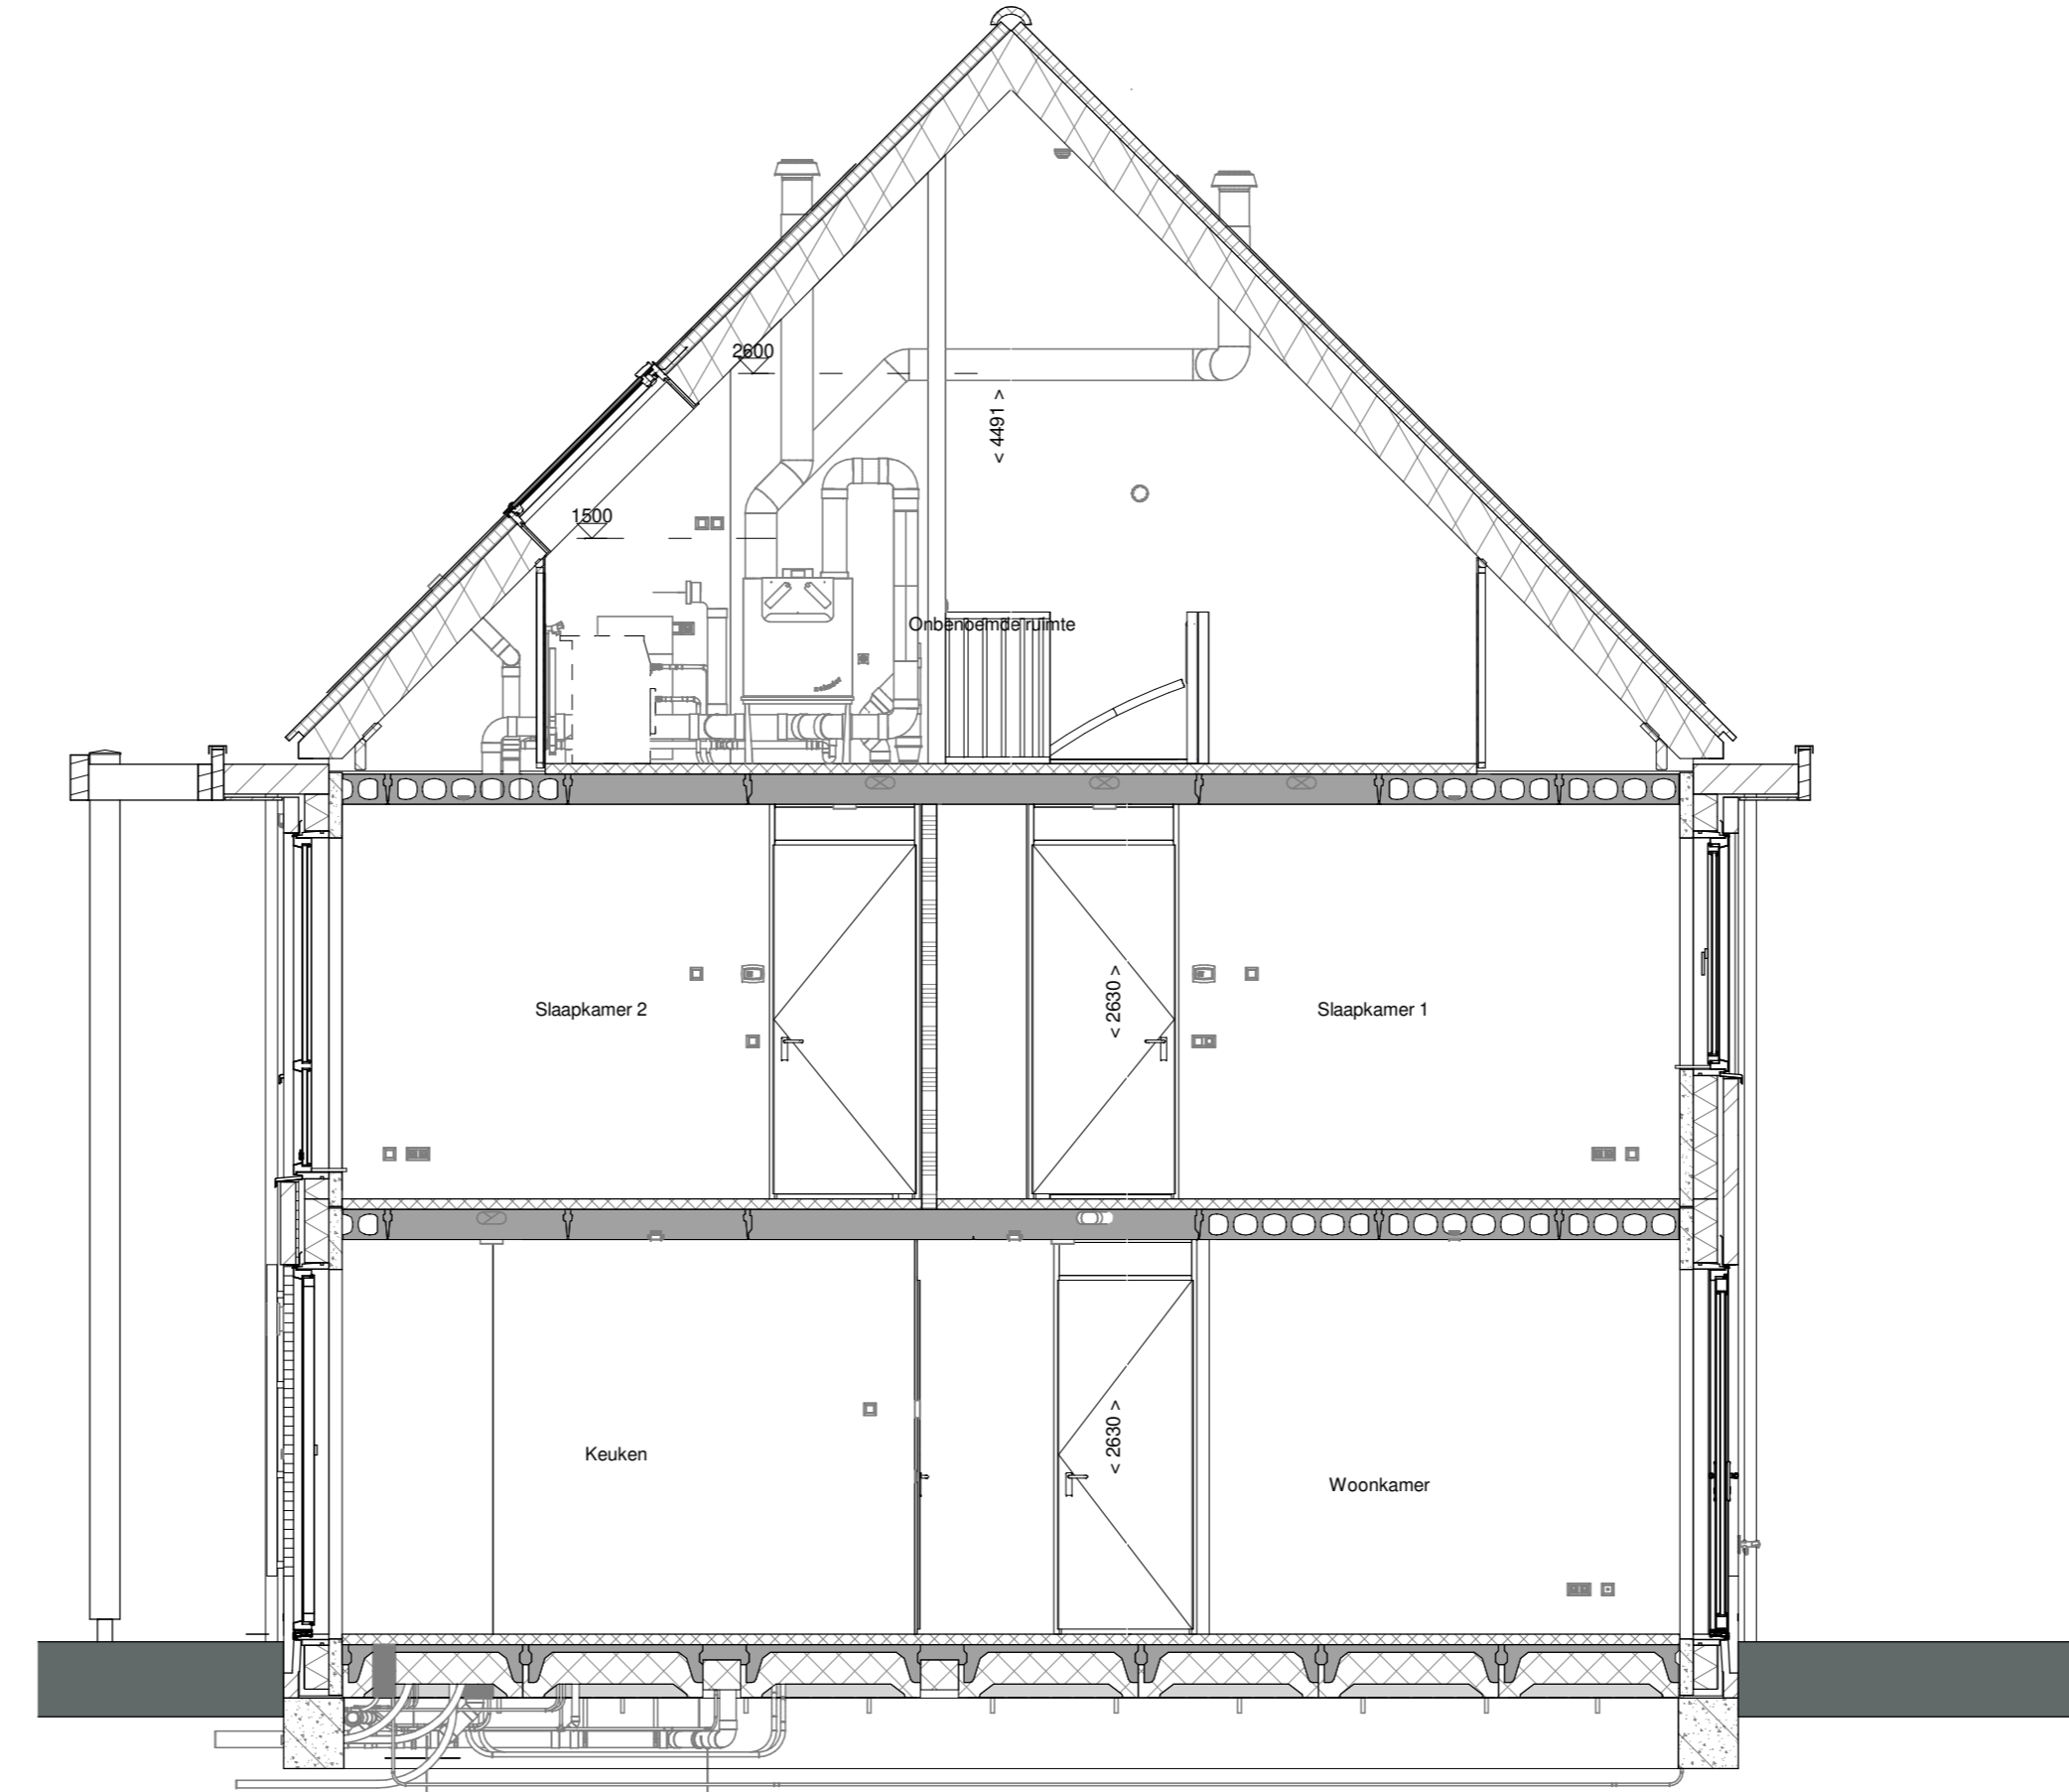 2600
< 4491 >
1500
Onbenoemde ruimte
Slaapkamer 2
< 2630 >
Slaapkamer 1
Keuken
< 2630 >
Woonkamer